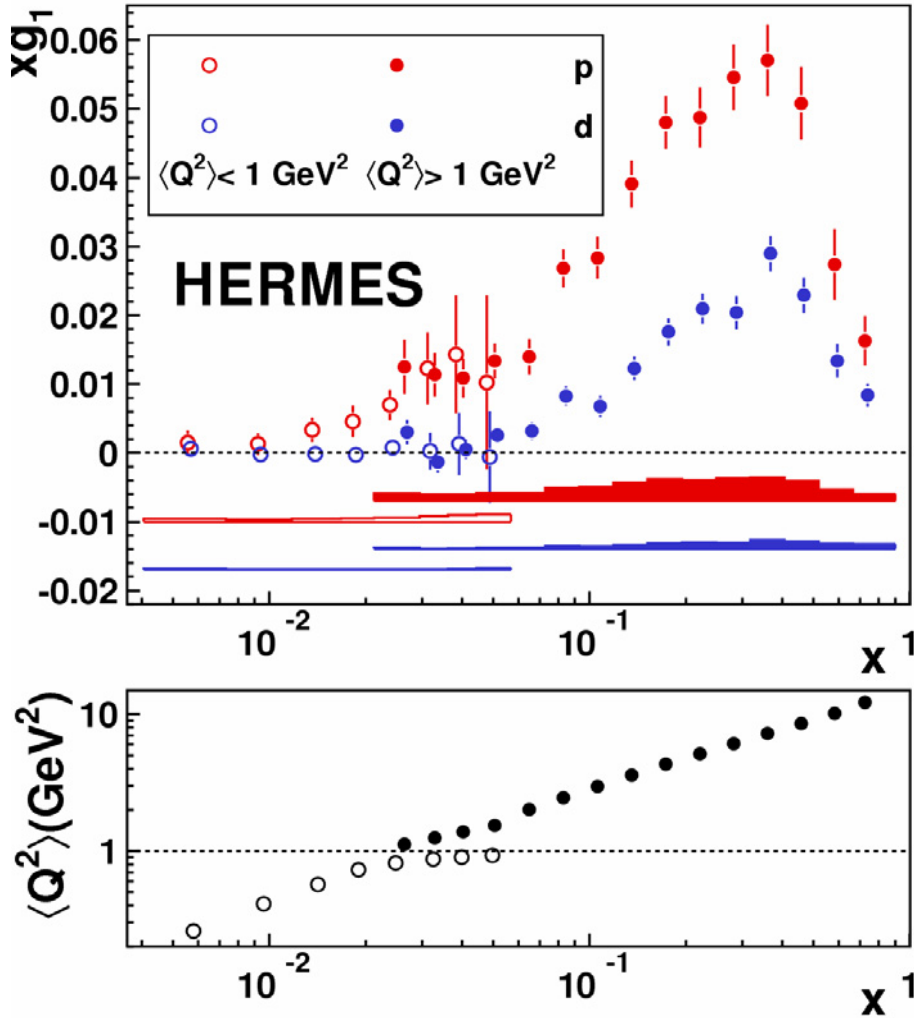 xg₁
0.06
p
0.05
d
⟨Q²⟩< 1 GeV² ⟨Q²⟩> 1 GeV²
0.04
0.03
HERMES
0.02
0.01
0
-0.01
-0.02
10⁻² 10⁻¹ 1
x
⟨Q²⟩(GeV²)
10
1
10⁻² 10⁻¹ 1
x